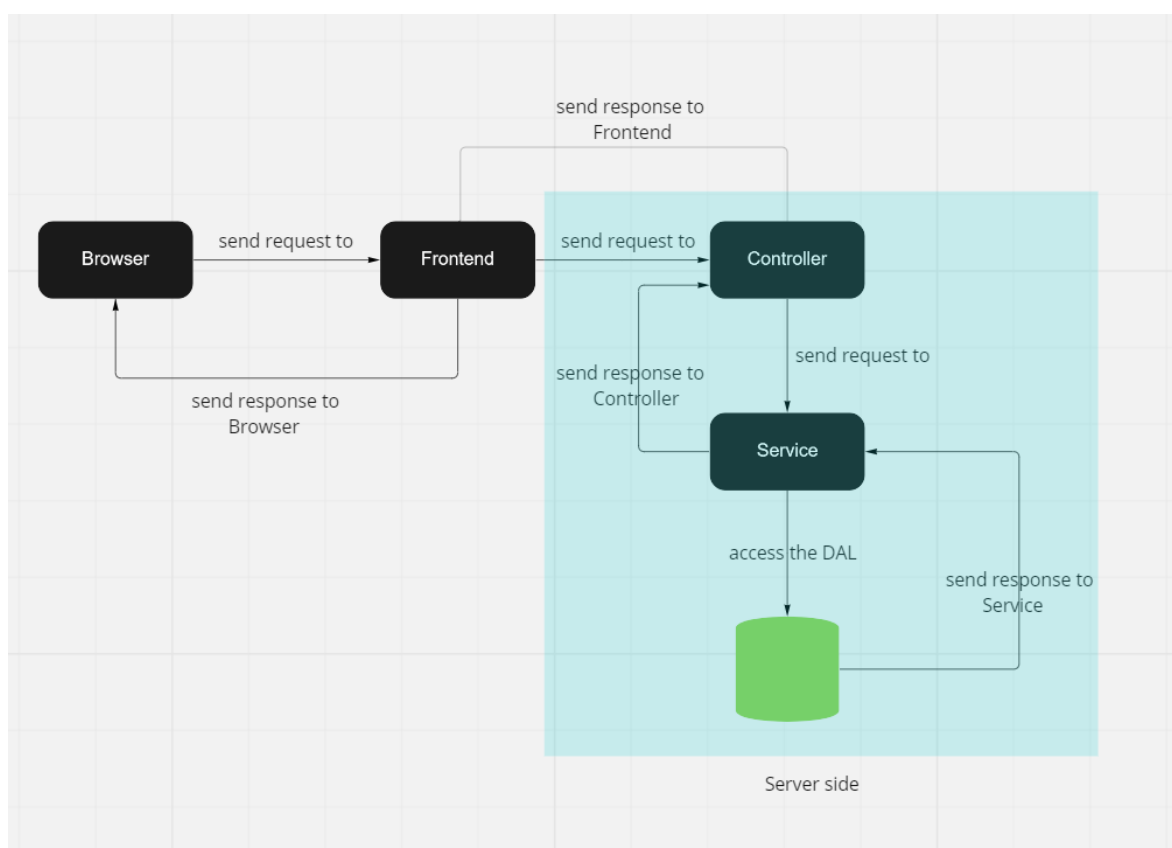 send response to
Frontend
Browser
send request to
Frontend
send request to
Controller
send request to
send response to
Controller
send response to
Browser
Service
access the DAL
send response to
Service
Server side